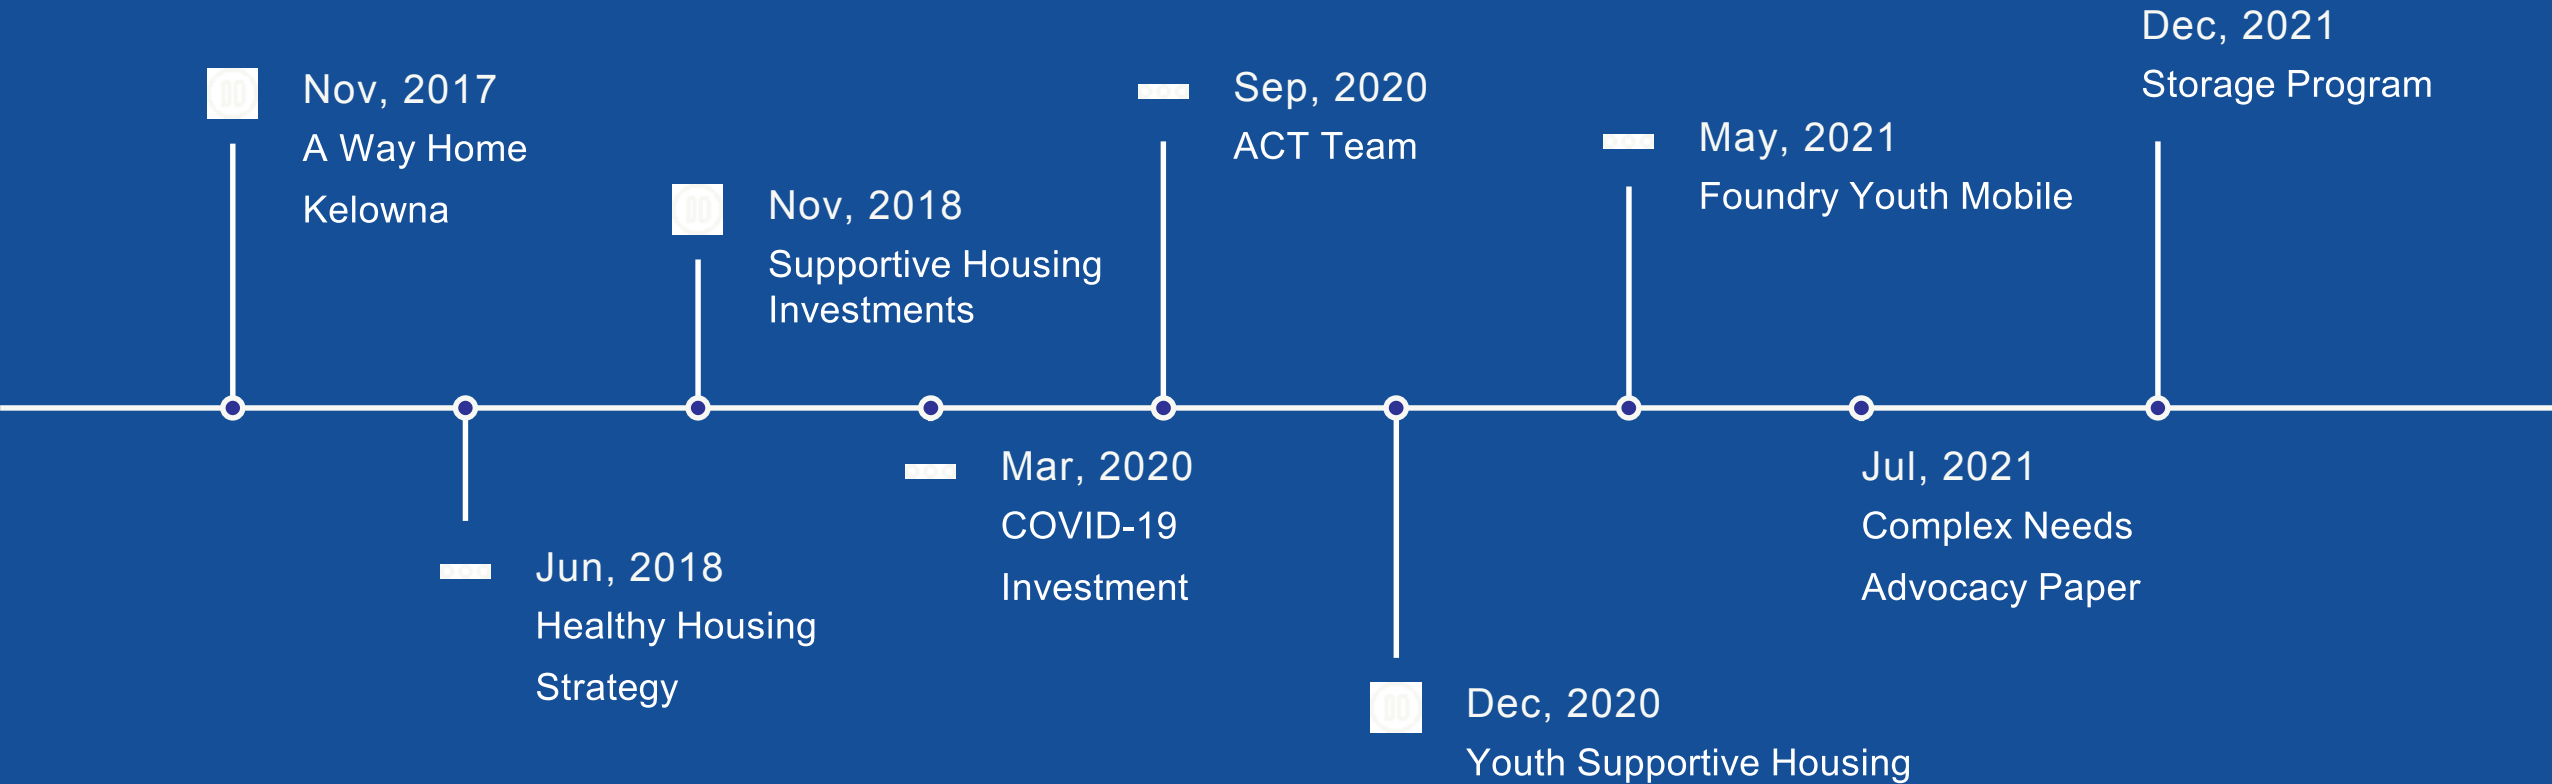 Nov, 2017
A Way Home
Kelowna
Jun, 2018
Healthy Housing
Strategy
Nov, 2018
Supportive Housing
Investments
Mar, 2020
COVID-19
Investment
Sep, 2020
ACT Team
Dec, 2020
Youth Supportive Housing
May, 2021
Foundry Youth Mobile
Jul, 2021
Complex Needs
Advocacy Paper
Dec, 2021
Storage Program